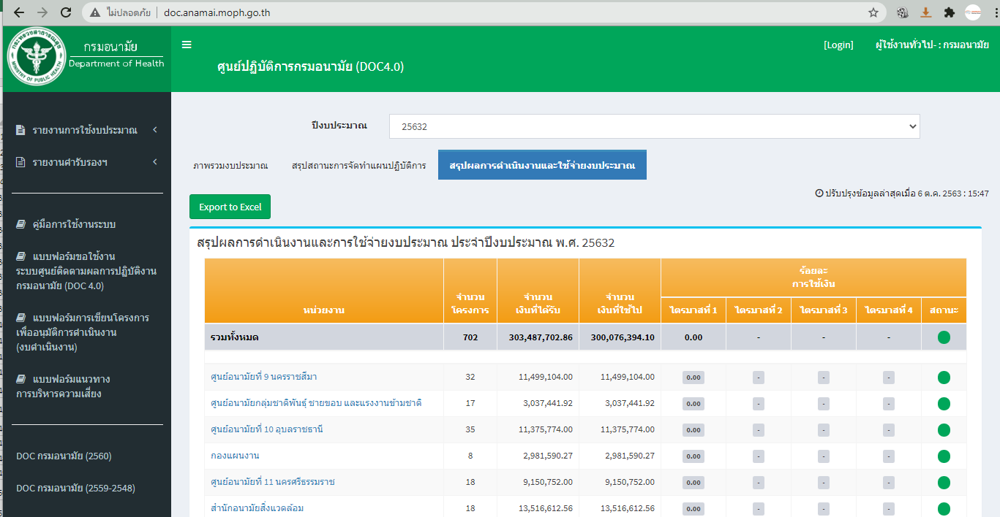 ไม่ปลอดภัย | doc.anamai.moph.go.th
กระทรวงสาธารณสุข
MINISTRY OF PUBLIC HEALTH
กรมอนามัย
Department of Health
[Login]
ผู้ใช้งานทั่วไป- : กรมอนามัย
ศูนย์ปฏิบัติการกรมอนามัย (DOC4.0)
รายงานการใช้งบประมาณ
รายงานคำรับรองฯ
คู่มือการใช้งานระบบ
แบบฟอร์มขอใช้งาน
ระบบศูนย์ติดตามผลการปฏิบัติงาน
กรมอนามัย (DOC 4.0)
แบบฟอร์มการเขียนโครงการ
เพื่ออนุมัติการดำเนินงาน
(งบดำเนินงาน)
แบบฟอร์มแนวทาง
การบริหารความเสี่ยง
DOC กรมอนามัย (2560)
DOC กรมอนามัย (2559-2548)
ปีงบประมาณ 25632
ภาพรวมงบประมาณ สรุปสถานะการจัดทำแผนปฏิบัติการ สรุปผลการดำเนินงานและใช้จ่ายงบประมาณ
ปรับปรุงข้อมูลล่าสุดเมื่อ 6 ต.ค. 2563 : 15:47
Export to Excel
สรุปผลการดำเนินงานและการใช้จ่ายงบประมาณ ประจำปีงบประมาณ พ.ศ. 25632
ร้อยละ
การใช้เงิน
หน่วยงาน
จำนวน
โครงการ
จำนวน
เงินที่ได้รับ
จำนวน
เงินที่ใช้ไป
ไตรมาสที่ 1 ไตรมาสที่ 2 ไตรมาสที่ 3 ไตรมาสที่ 4 สถานะ
รวมทั้งหมด 702 303,487,702.86 300,076,394.10 0.00 - - -
ศูนย์อนามัยที่ 9 นครราชสีมา 32 11,499,104.00 11,499,104.00 0.00 - - -
ศูนย์อนามัยกลุ่มชาติพันธุ์ ชายขอบ และแรงงานข้ามชาติ 17 3,037,441.92 3,037,441.92 0.00 - - -
ศูนย์อนามัยที่ 10 อุบลราชธานี 35 11,375,774.00 11,375,774.00 0.00 - - -
กองแผนงาน 8 2,981,590.27 2,981,590.27 0.00 - - -
ศูนย์อนามัยที่ 11 นครศรีธรรมราช 18 9,150,752.00 9,150,752.00 0.00 - - -
สำนักอนามัยสิ่งแวดล้อม 18 13,516,612.56 13,516,612.56 0.00 - - -